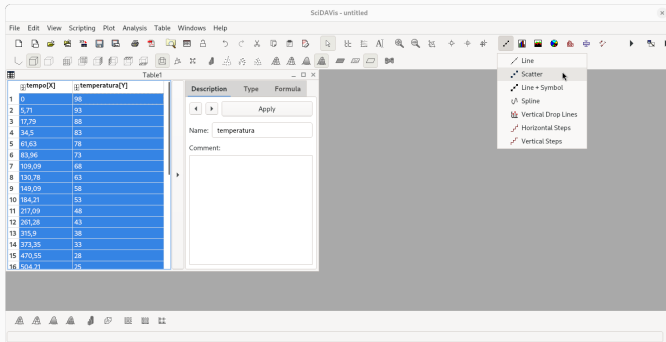 SciDAVis - untitled
File Edit View Scripting Plot Analysis Table Windows Help
Table1
tempo[X] temperatura[Y]
1 0 98
2 5,71 93
3 17,79 88
4 34,5 83
5 61,63 78
6 83,96 73
7 109,09 68
8 130,78 63
9 149,09 58
10 184,21 53
11 217,09 48
12 261,28 43
13 315,9 38
14 373,35 33
15 470,55 28
16 504,21 25
Description Type Formula
Apply
Name: temperatura
Comment:
Line
Scatter
Line + Symbol
Spline
Vertical Drop Lines
Horizontal Steps
Vertical Steps